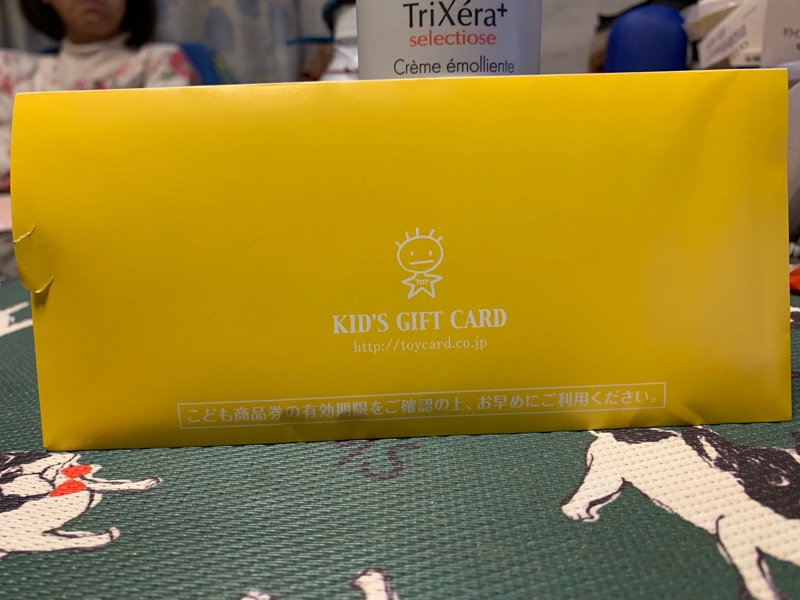 TriXéra+
selectiose
Crème émolliente
TOY
KID'S GIFT CARD
http://toycard.co.jp
こども商品券の有効期限をご確認の上、お早めにご利用ください。